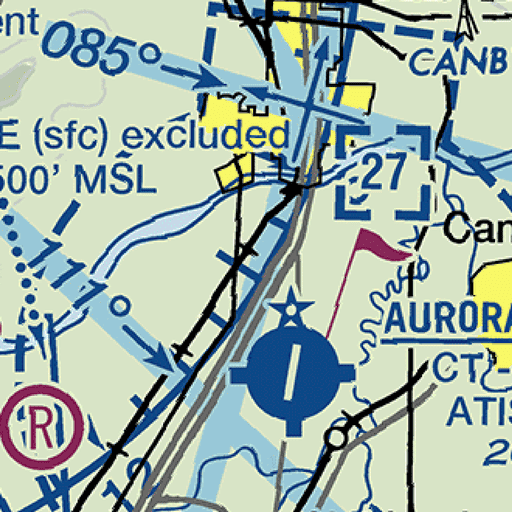 ent
085°
CANB
E (sfc) excluded
500' MSL
27
Can
111°
AURORA
CT -
ATIS
R